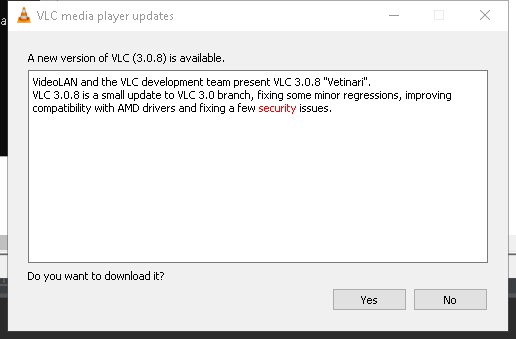 VLC media player updates
A new version of VLC (3.0.8) is available.
VideoLAN and the VLC development team present VLC 3.0.8 "Vetinari".
VLC 3.0.8 is a small update to VLC 3.0 branch, fixing some minor regressions, improving
compatibility with AMD drivers and fixing a few security issues.
Do you want to download it?
Yes No